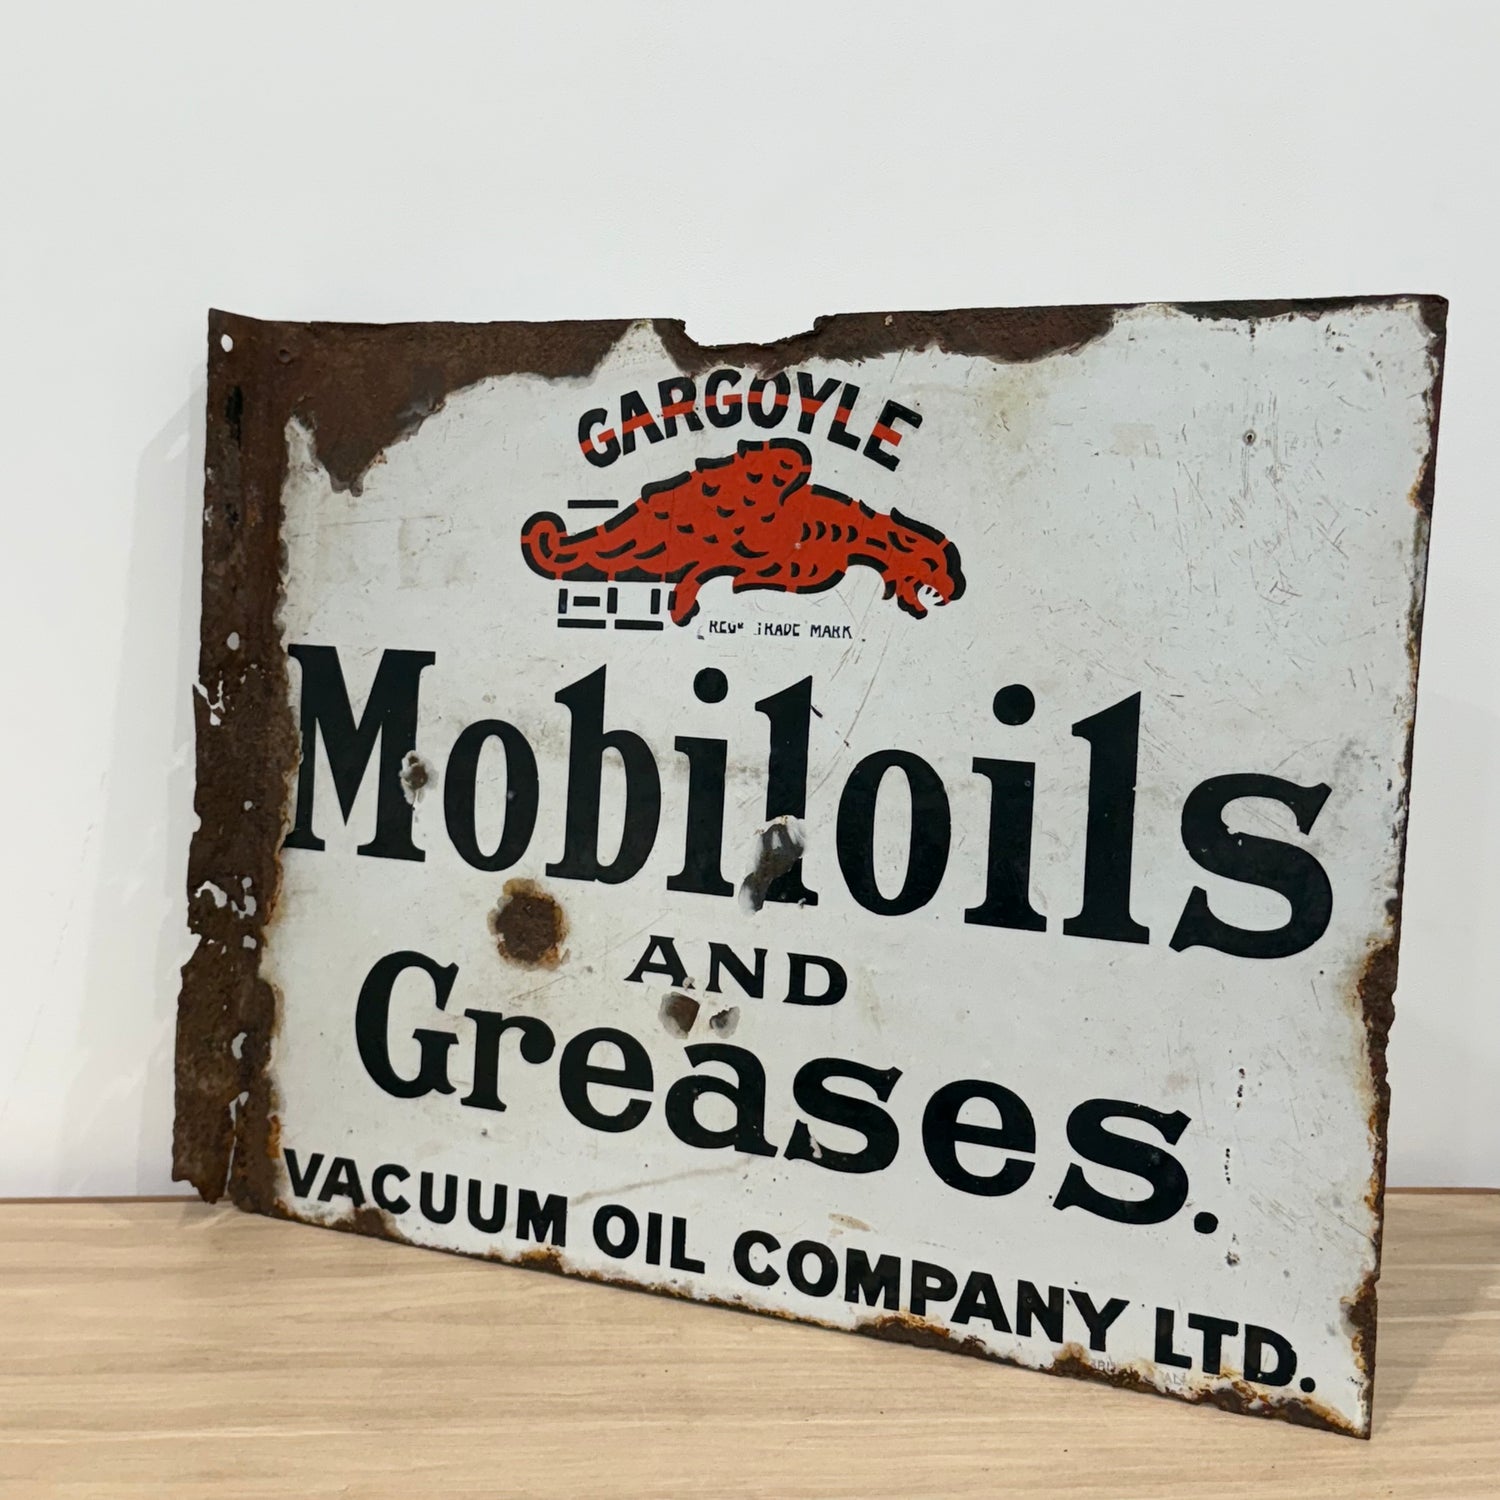 GARGOYLE
REGD TRADE MARK
Mobiloils
AND
Greases.
VACUUM OIL COMPANY LTD.